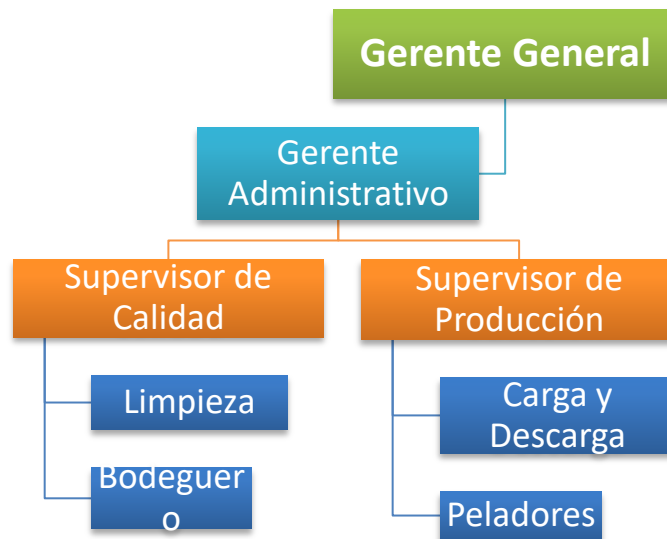 Gerente General
Gerente
Administrativo
Supervisor de
Calidad
Supervisor de
Producción
Limpieza
Bodeguer
o
Carga y
Descarga
Peladores